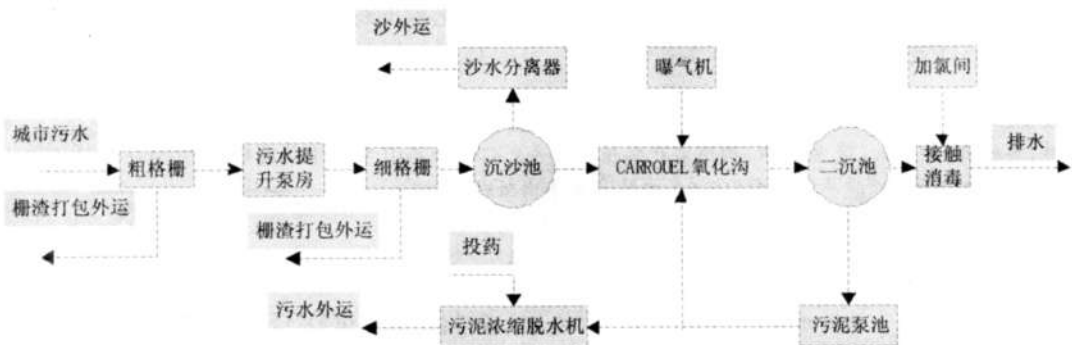 沙外运
沙水分离器
曝气机
加氯间
城市污水
粗格栅
污水提
升泵房
细格栅
沉沙池
CARROUEL氧化沟
二沉池
接触
消毒
排水
栅渣打包外运
栅渣打包外运
投药
污水外运
污泥浓缩脱水机
污泥泵池